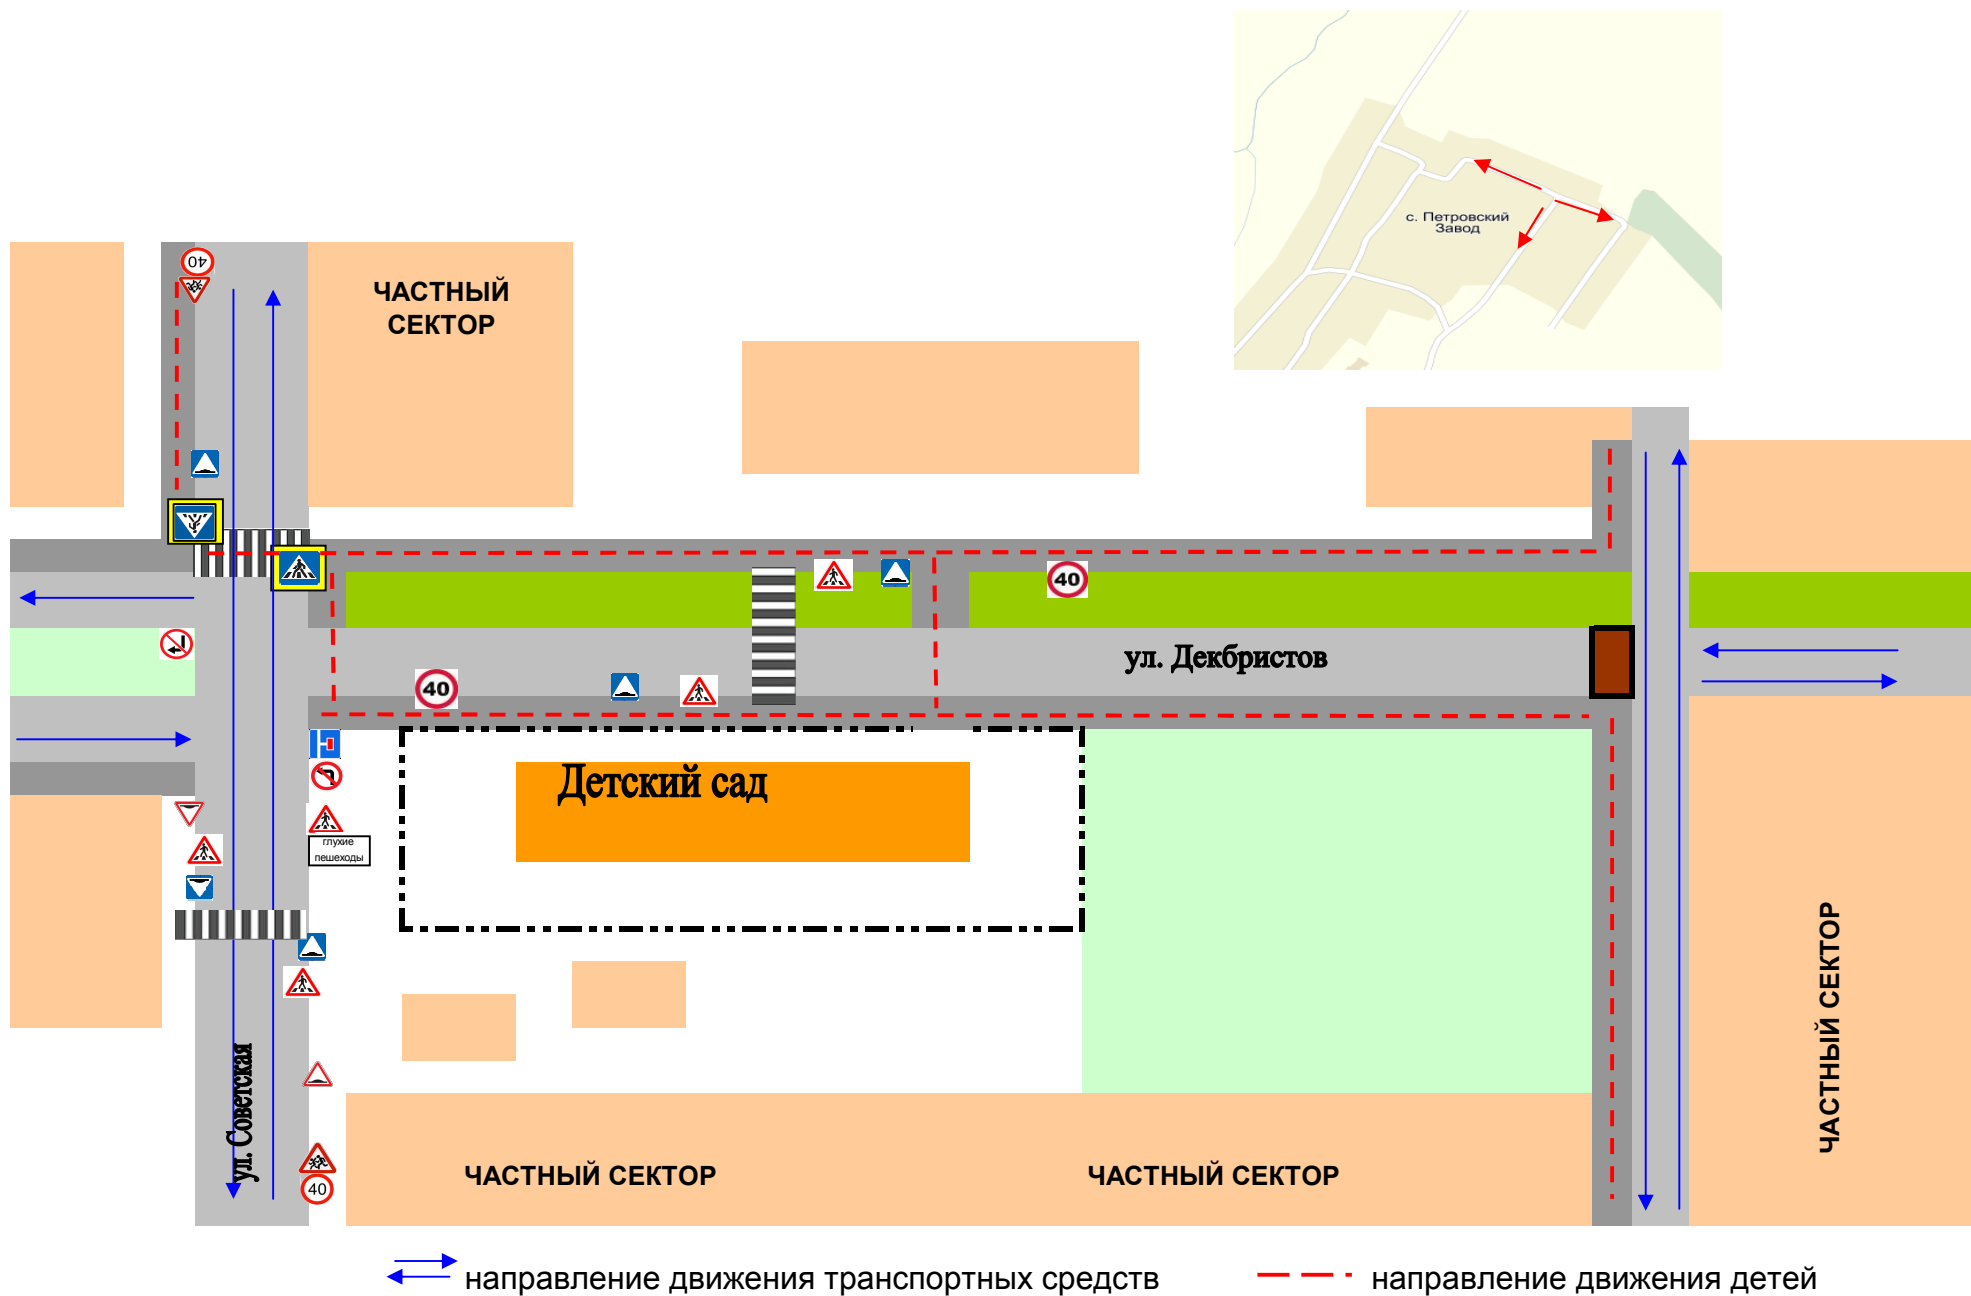 с. Петровский
Завод
40
ЧАСТНЫЙ
СЕКТОР
40
ул. Декбристов
40
Детский сад
глухие
пешеходы
ЧАСТНЫЙ СЕКТОР
ул. Советская
ЧАСТНЫЙ СЕКТОР
ЧАСТНЫЙ СЕКТОР
40
направление движения транспортных средств
направление движения детей